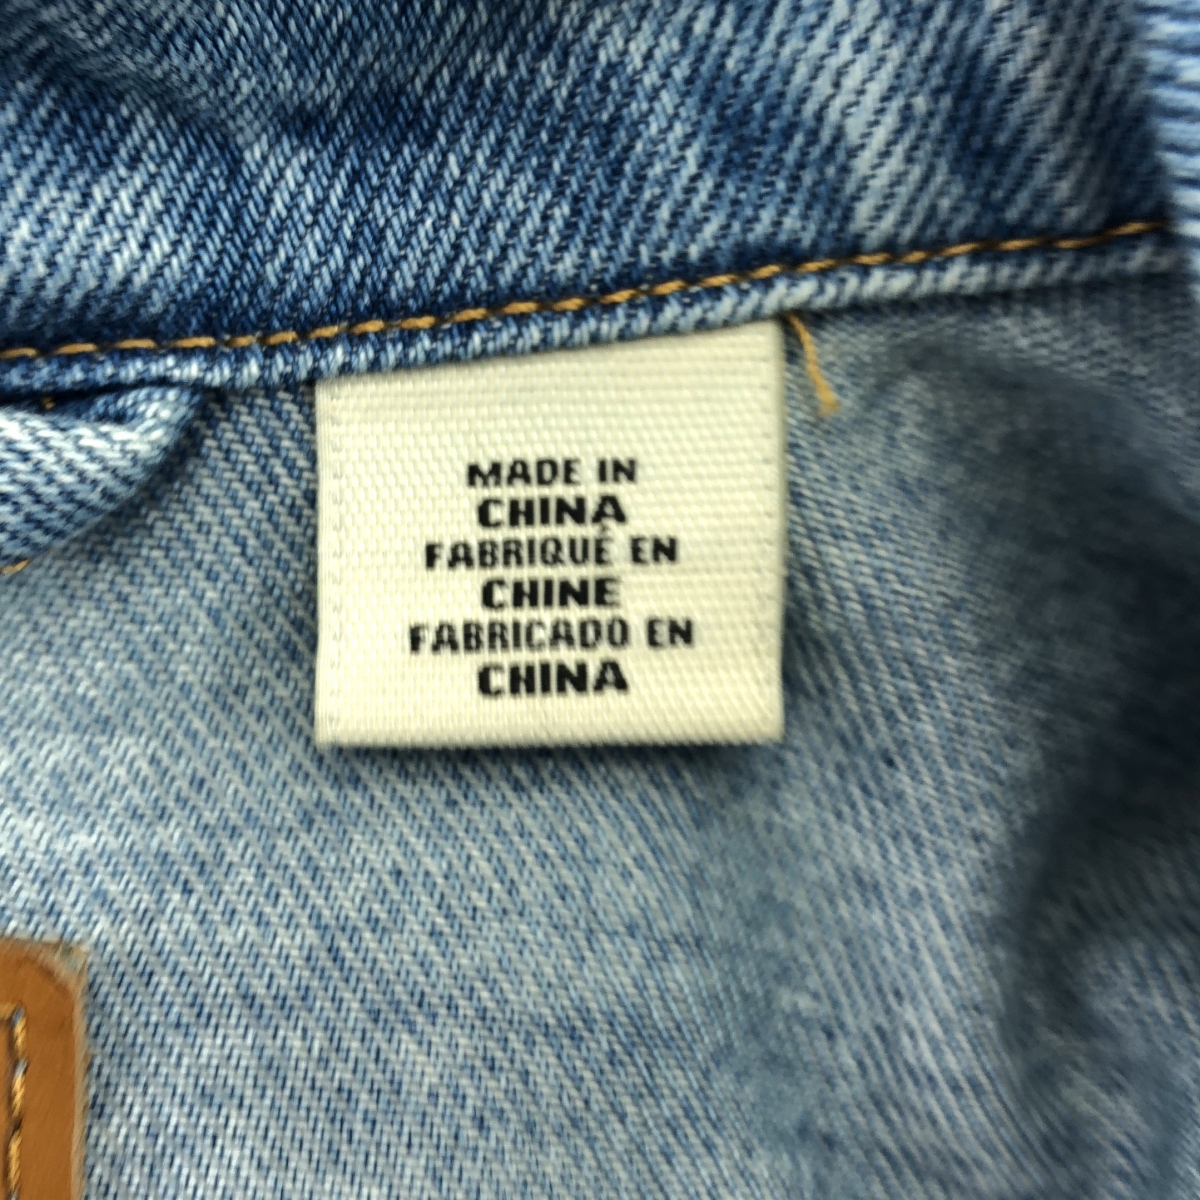 MADE IN
CHINA
FABRIQUÉ EN
CHINE
FABRICADO EN
CHINA